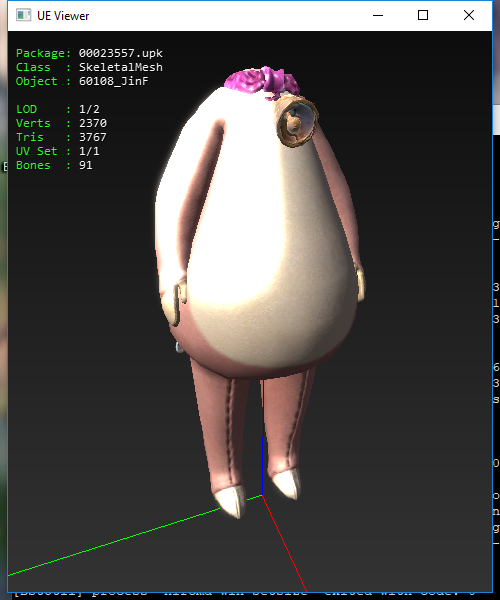 UE Viewer
Package: 00023557.upk
Class : SkeletalMesh
Object : 60108_JinF
LOD : 1/2
Verts : 2370
Tris : 3767
UV Set : 1/1
Bones : 91